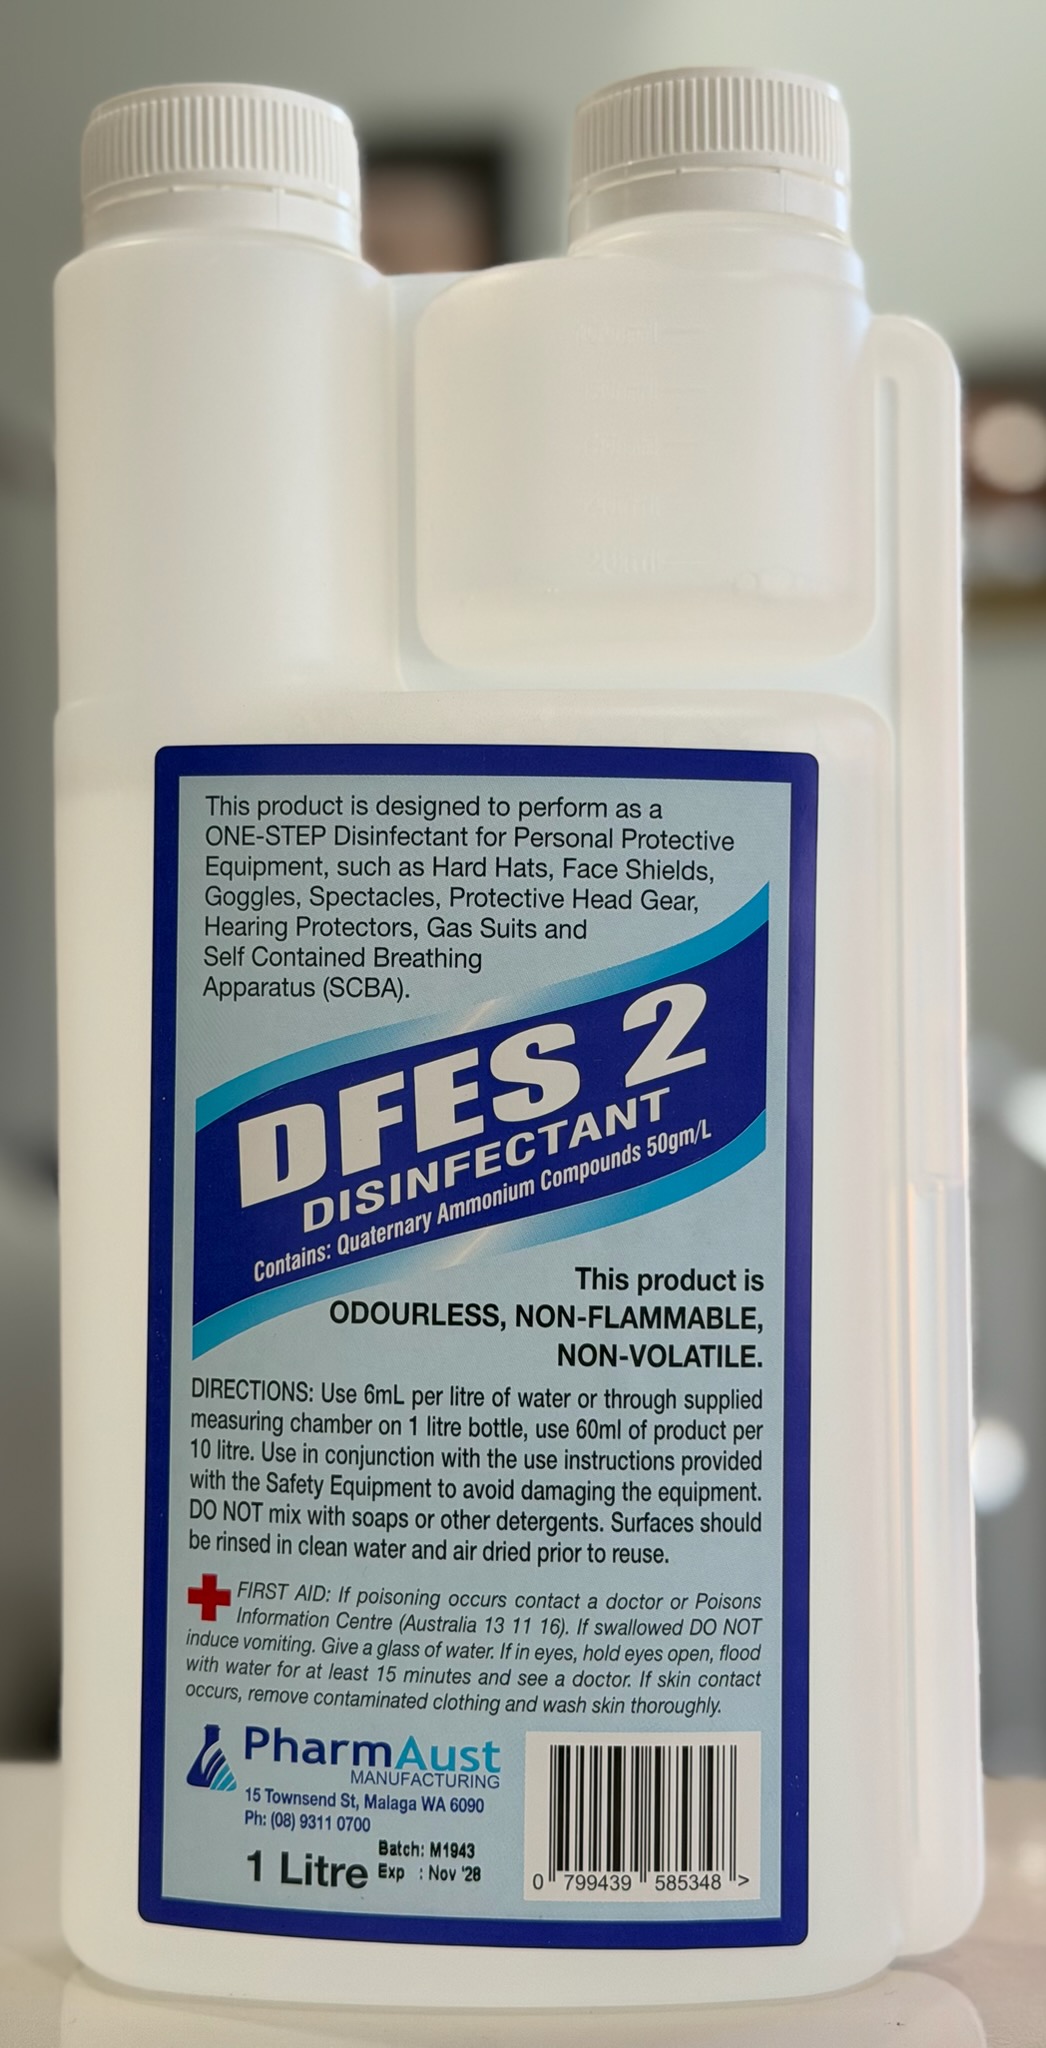 This product is designed to perform as a
ONE-STEP Disinfectant for Personal Protective
Equipment, such as Hard Hats, Face Shields,
Goggles, Spectacles, Protective Head Gear,
Hearing Protectors, Gas Suits and
Self Contained Breathing
Apparatus (SCBA).
DFES 2
DISINFECTANT
Contains: Quaternary Ammonium Compounds 50gm/L
This product is
ODOURLESS, NON-FLAMMABLE,
NON-VOLATILE.
DIRECTIONS: Use 6mL per litre of water or through supplied
measuring chamber on 1 litre bottle, use 60ml of product per
10 litre. Use in conjunction with the use instructions provided
with the Safety Equipment to avoid damaging the equipment.
DO NOT mix with soaps or other detergents. Surfaces should
be rinsed in clean water and air dried prior to reuse.
FIRST AID: If poisoning occurs contact a doctor or Poisons
Information Centre (Australia 13 11 16). If swallowed DO NOT
induce vomiting. Give a glass of water. If in eyes, hold eyes open, flood
with water for at least 15 minutes and see a doctor. If skin contact
occurs, remove contaminated clothing and wash skin thoroughly.
PharmAust
MANUFACTURING
15 Townsend St, Malaga WA 6090
Ph: (08) 9311 0700
Batch: M1943
1 Litre Exp : Nov '28
0 799439 585348 >